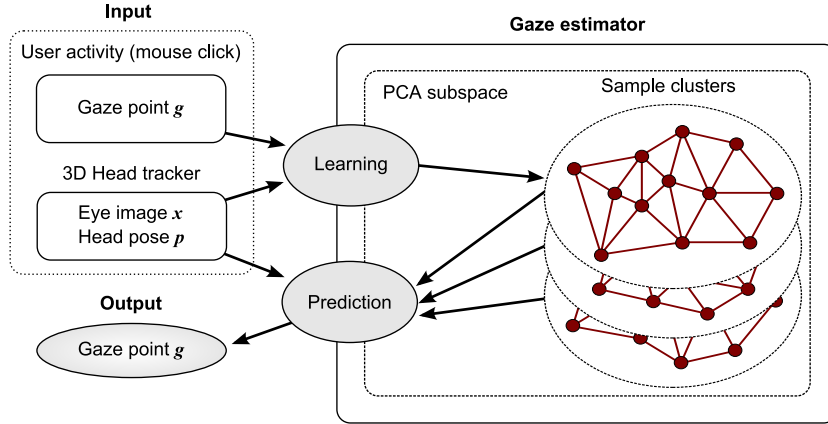 Input
User activity (mouse click)
Gaze point g
3D Head tracker
Eye image x
Head pose p
Output
Gaze point g
Learning
Prediction
Gaze estimator
PCA subspace
Sample clusters